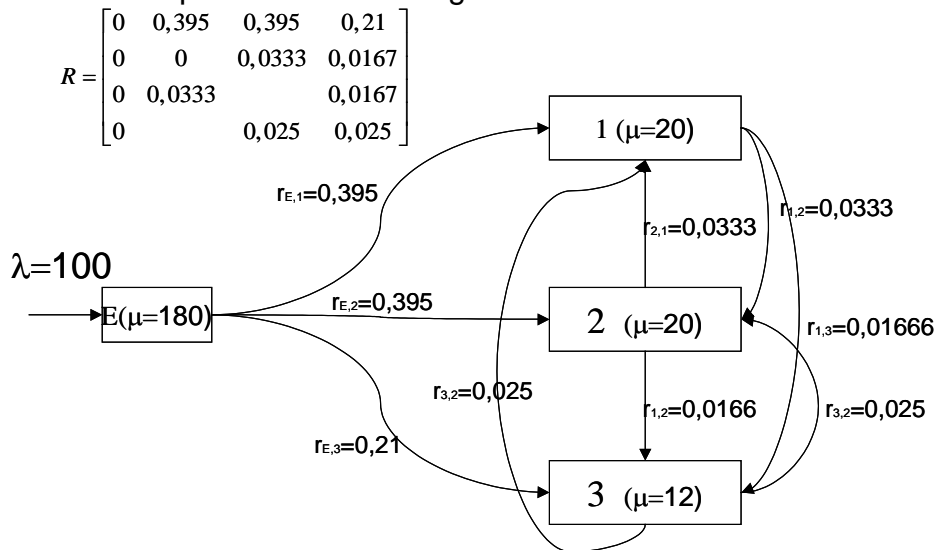 0 0,395 0,395 0,21
0 0 0,0333 0,0167
R =
0 0,0333 0,0167
0 0,025 0,025
1 (μ=20)
rE,1=0,395
r1,2=0,0333
r2,1=0,0333
λ=100
rE,2=0,395
E(μ=180)
2 (μ=20)
r1,3=0,01666
r3,2=0,025
r1,2=0,0166
r3,2=0,025
rE,3=0,21
3 (μ=12)